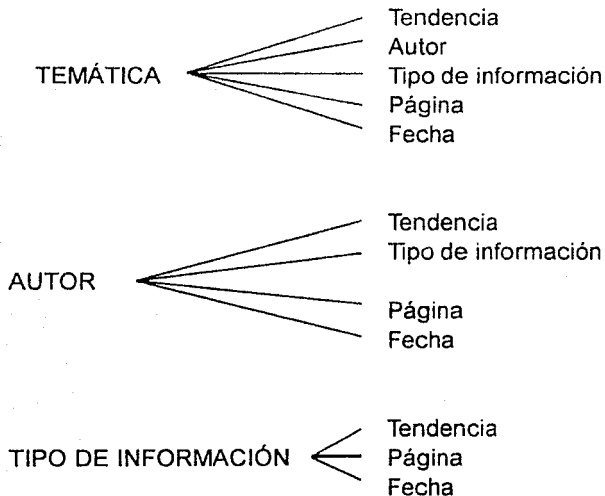 Tendencia
Autor
TEMÁTICA
Tipo de información
Página
Fecha
Tendencia
Tipo de información
AUTOR
Página
Fecha
Tendencia
TIPO DE INFORMACIÓN
Página
Fecha